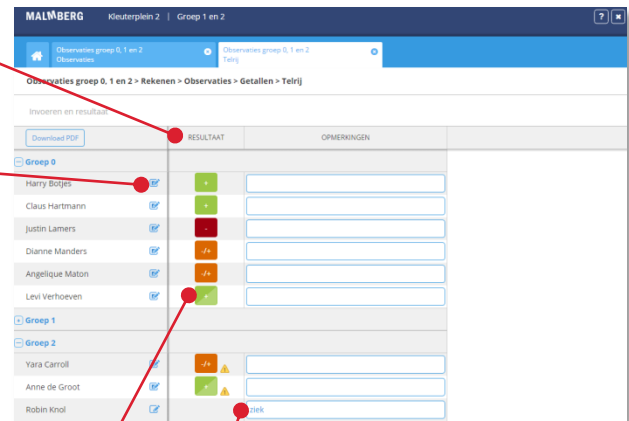 MALMBERG Kleuterplein 2 | Groep 1 en 2 ? x
Observaties groep 0, 1 en 2
Observaties
Observaties groep 0, 1 en 2
Telrij
Observaties groep 0, 1 en 2 > Rekenen > Observaties > Getallen > Telrij
Invoeren en resultaat
Download PDF RESULTAAT OPMERKINGEN
Groep 0
Harry Botjes +
Claus Hartmann +
Justin Lamers -
Dianne Manders -/+
Angelique Maton -/+
Levi Verhoeven +
Groep 1
Groep 2
Yara Carroll -/+
Anne de Groot +
Robin Knol ziek